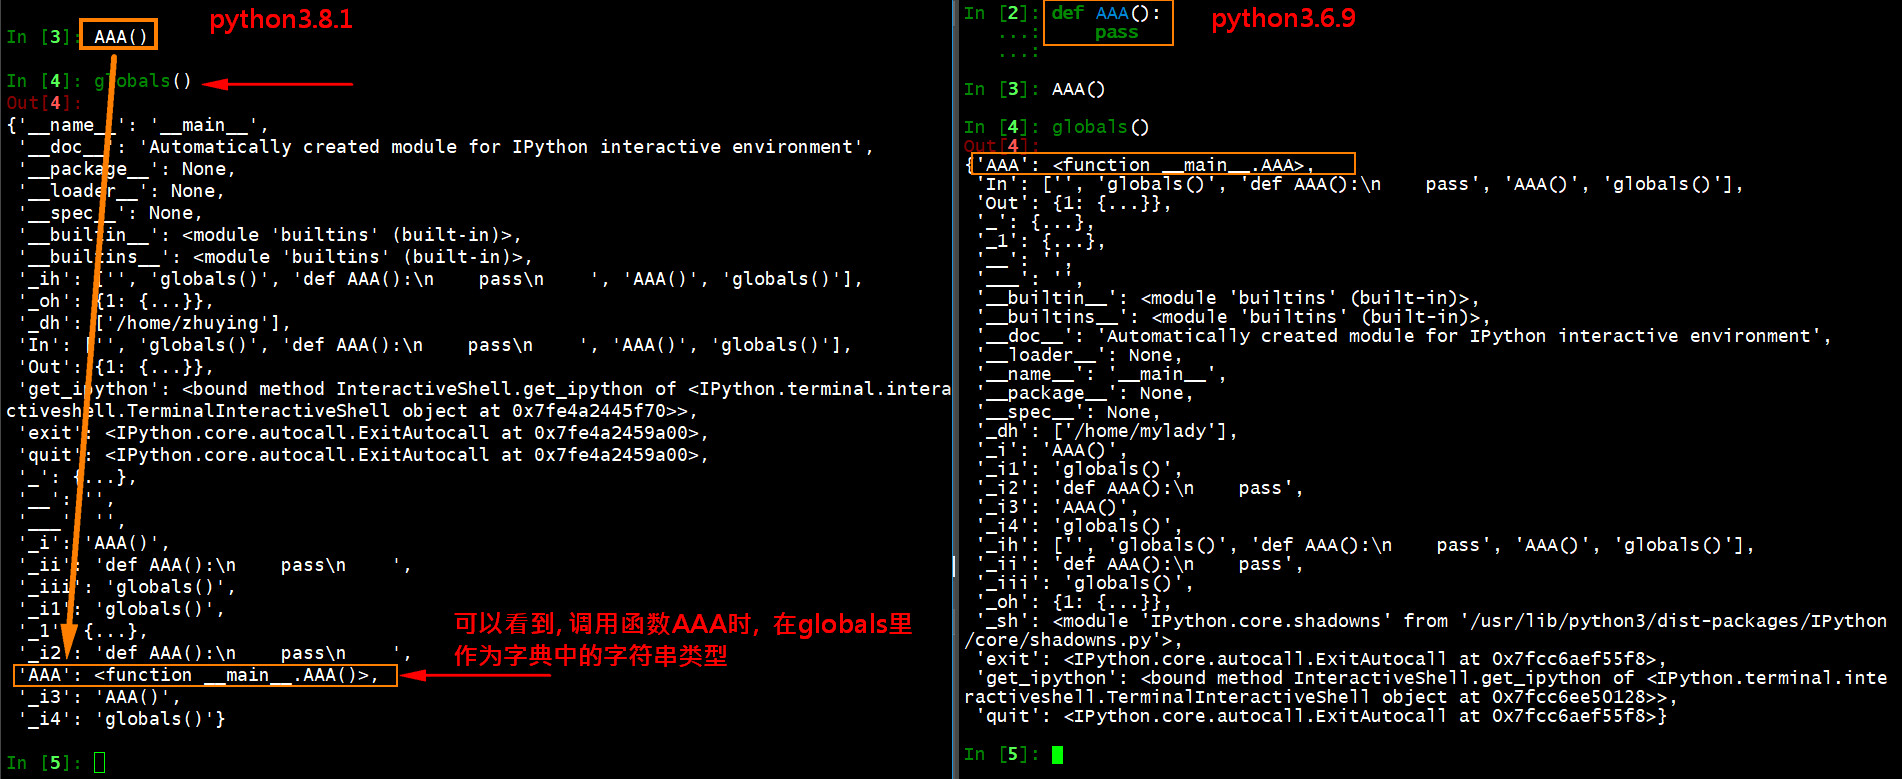 python3.8.1
In [3]: AAA()
In [4]: globals()
Out[4]:
{'__name__': '__main__',
 '__doc__': 'Automatically created module for IPython interactive environment',
 '__package__': None,
 '__loader__': None,
 '__spec__': None,
 '__builtin__': <module 'builtins' (built-in)>,
 '__builtins__': <module 'builtins' (built-in)>,
 '_ih': ['', 'globals()', 'def AAA():\n    pass\n    ', 'AAA()', 'globals()'],
 '_oh': {1: {...}},
 '_dh': ['/home/zhuying'],
 'In': ['', 'globals()', 'def AAA():\n    pass\n    ', 'AAA()', 'globals()'],
 'Out': {1: {...}},
 'get_ipython': <bound method InteractiveShell.get_ipython of <IPython.terminal.intera
ctiveshell.TerminalInteractiveShell object at 0x7fe4a2445f70>>,
 'exit': <IPython.core.autocall.ExitAutocall at 0x7fe4a2459a00>,
 'quit': <IPython.core.autocall.ExitAutocall at 0x7fe4a2459a00>,
 '_': {...},
 '__': '',
 '___': '',
 '_i': 'AAA()',
 '_ii': 'def AAA():\n    pass\n    ',
 '_iii': 'globals()',
 '_i1': 'globals()',
 '_1': {...},
 '_i2': 'def AAA():\n    pass\n    ',
 'AAA': <function __main__.AAA()>,
 '_i3': 'AAA()',
 '_i4': 'globals()'}
In [5]:
可以看到,调用函数AAA时, 在globals里
作为字典中的字符串类型
python3.6.9
In [2]: def AAA():
   ...:     pass
   ...:
In [3]: AAA()
In [4]: globals()
Out[4]:
{'AAA': <function __main__.AAA>,
 'In': ['', 'globals()', 'def AAA():\n    pass', 'AAA()', 'globals()'],
 'Out': {1: {...}},
 '_': {...},
 '_1': {...},
 '__': '',
 '___': '',
 '__builtin__': <module 'builtins' (built-in)>,
 '__builtins__': <module 'builtins' (built-in)>,
 '__doc__': 'Automatically created module for IPython interactive environment',
 '__loader__': None,
 '__name__': '__main__',
 '__package__': None,
 '__spec__': None,
 '_dh': ['/home/mylady'],
 '_i': 'AAA()',
 '_i1': 'globals()',
 '_i2': 'def AAA():\n    pass',
 '_i3': 'AAA()',
 '_i4': 'globals()',
 '_ih': ['', 'globals()', 'def AAA():\n    pass', 'AAA()', 'globals()'],
 '_ii': 'def AAA():\n    pass',
 '_iii': 'globals()',
 '_oh': {1: {...}},
 '_sh': <module 'IPython.core.shadowns' from '/usr/lib/python3/dist-packages/IPython
/core/shadowns.py'>,
 'exit': <IPython.core.autocall.ExitAutocall at 0x7fcc6aef55f8>,
 'get_ipython': <bound method InteractiveShell.get_ipython of <IPython.terminal.inte
ractiveshell.TerminalInteractiveShell object at 0x7fcc6ee50128>>,
 'quit': <IPython.core.autocall.ExitAutocall at 0x7fcc6aef55f8>}
In [5]: